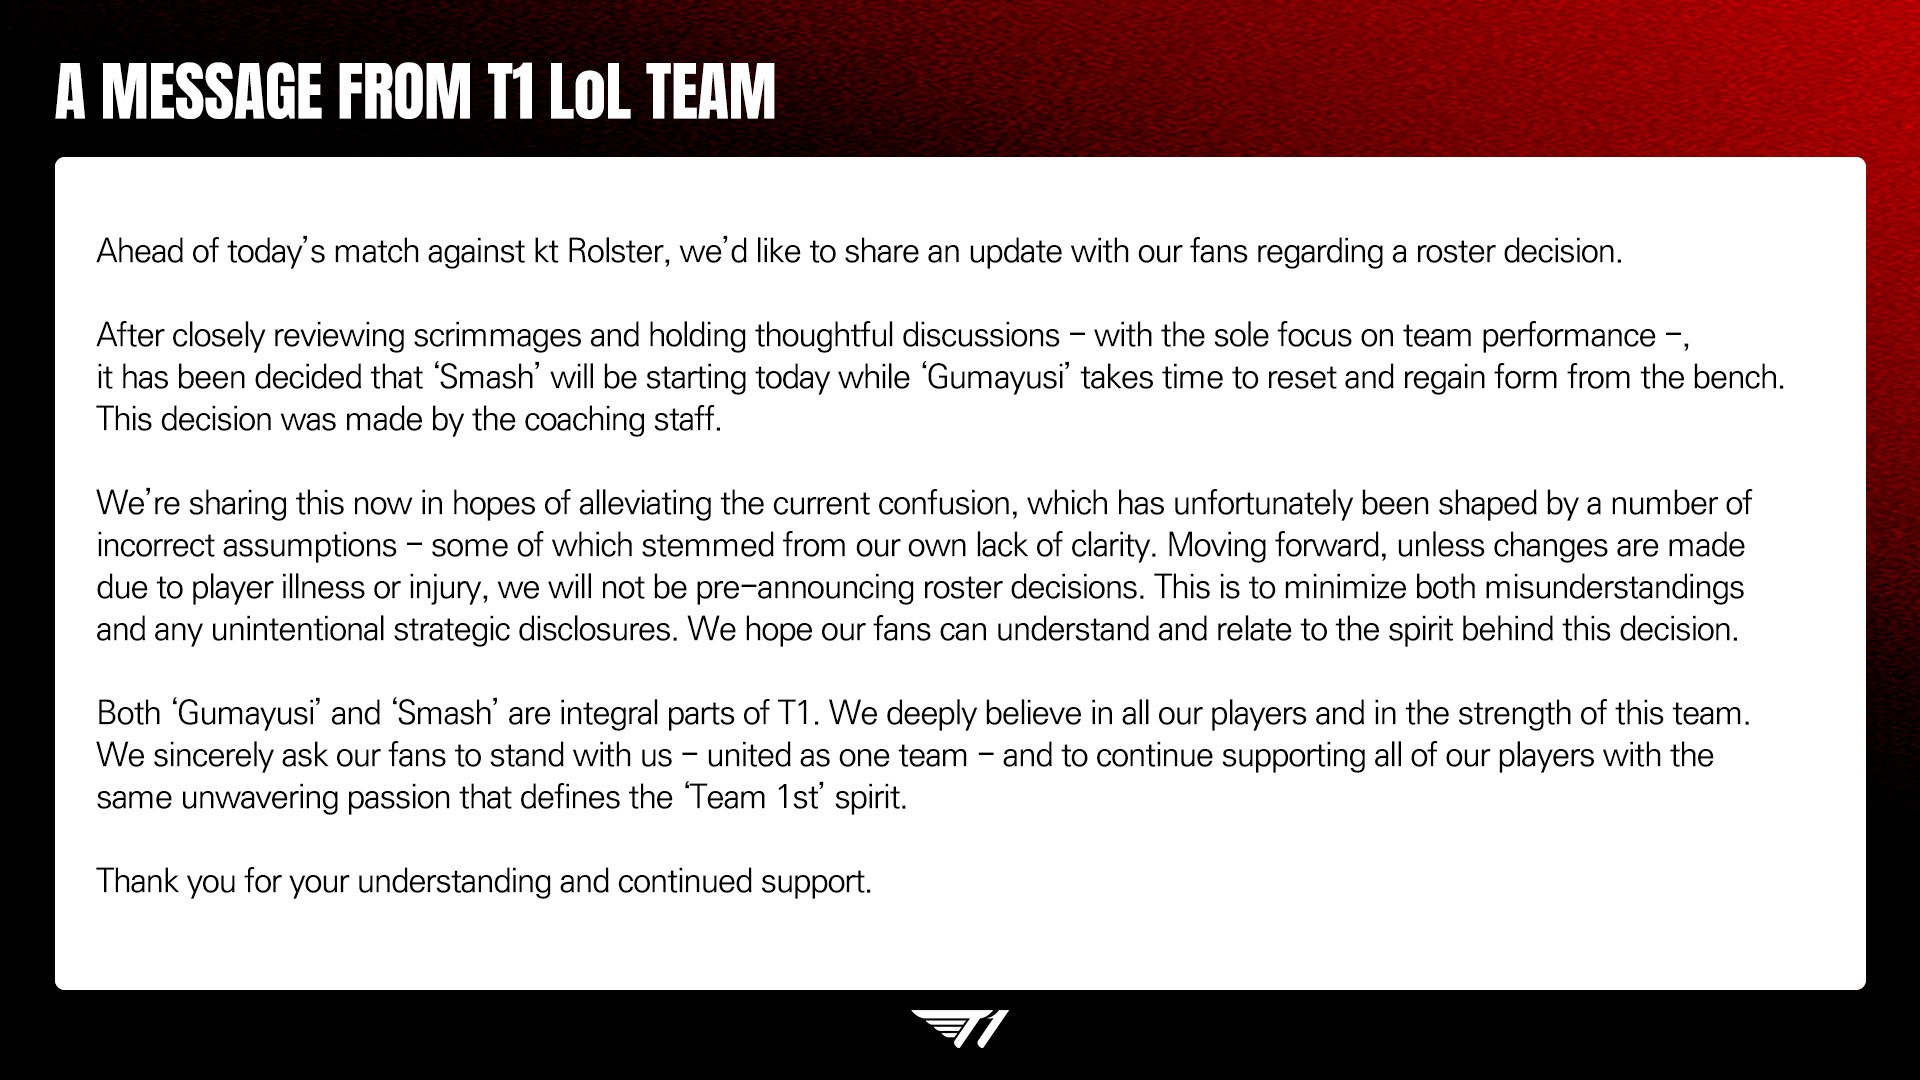 A MESSAGE FROM T1 LoL TEAM
Ahead of today’s match against kt Rolster, we’d like to share an update with our fans regarding a roster decision.
After closely reviewing scrimmages and holding thoughtful discussions – with the sole focus on team performance –,
it has been decided that ‘Smash’ will be starting today while ‘Gumayusi’ takes time to reset and regain form from the bench.
This decision was made by the coaching staff.
We’re sharing this now in hopes of alleviating the current confusion, which has unfortunately been shaped by a number of
incorrect assumptions – some of which stemmed from our own lack of clarity. Moving forward, unless changes are made
due to player illness or injury, we will not be pre–announcing roster decisions. This is to minimize both misunderstandings
and any unintentional strategic disclosures. We hope our fans can understand and relate to the spirit behind this decision.
Both ‘Gumayusi’ and ‘Smash’ are integral parts of T1. We deeply believe in all our players and in the strength of this team.
We sincerely ask our fans to stand with us – united as one team – and to continue supporting all of our players with the
same unwavering passion that defines the ‘Team 1st’ spirit.
Thank you for your understanding and continued support.
T1